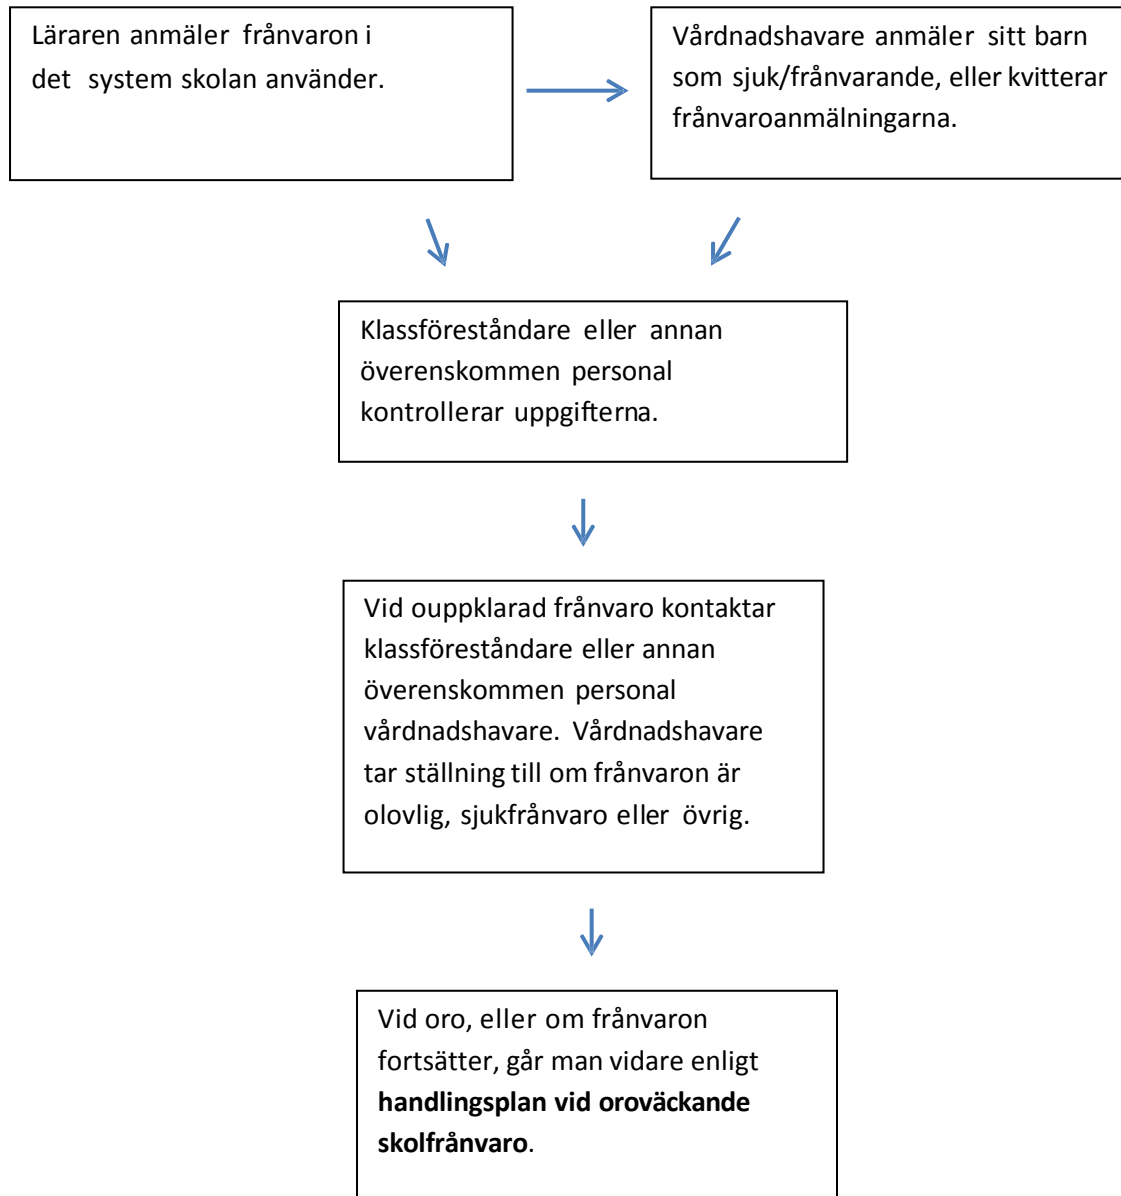 Läraren anmäler frånvaron i
det system skolan använder.
Vårdnadshavare anmäler sitt barn
som sjuk/frånvarande, eller kvitterar
frånvaroanmälningarna.
Klassföreståndare eller annan
överenskommen personal
kontrollerar uppgifterna.
Vid ouppklarad frånvaro kontaktar
klassföreståndare eller annan
överenskommen personal
vårdnadshavare. Vårdnadshavare
tar ställning till om frånvaron är
olovlig, sjukfrånvaro eller övrig.
Vid oro, eller om frånvaron
fortsätter, går man vidare enligt
handlingsplan vid oroväckande
skolfrånvaro.